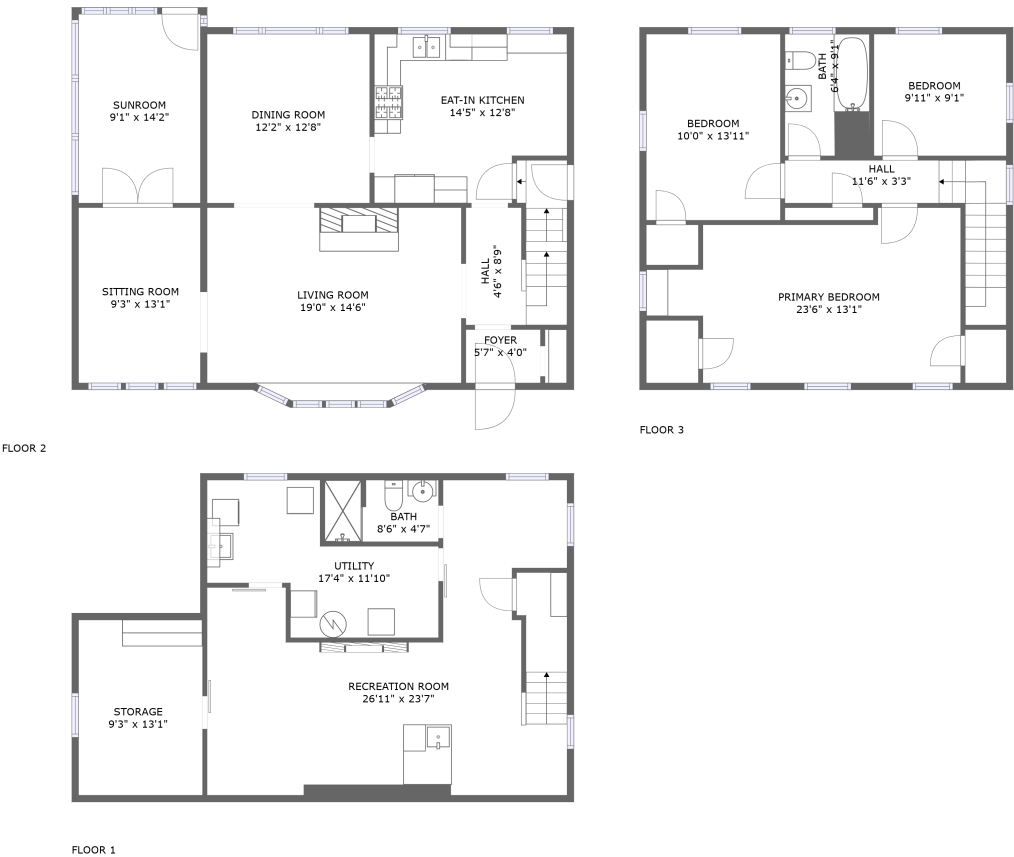 SUNROOM
9'1" x 14'2"
DINING ROOM
12'2" x 12'8"
EAT-IN KITCHEN
14'5" x 12'8"
SITTING ROOM
9'3" x 13'1"
LIVING ROOM
19'0" x 14'6"
HALL
4'6" x 8'9"
FOYER
5'7" x 4'0"
FLOOR 2
BEDROOM
10'0" x 13'11"
BATH
6'4" x 9'1"
BEDROOM
9'11" x 9'1"
HALL
11'6" x 3'3"
PRIMARY BEDROOM
23'6" x 13'1"
FLOOR 3
BATH
8'6" x 4'7"
UTILITY
17'4" x 11'10"
RECREATION ROOM
26'11" x 23'7"
STORAGE
9'3" x 13'1"
FLOOR 1